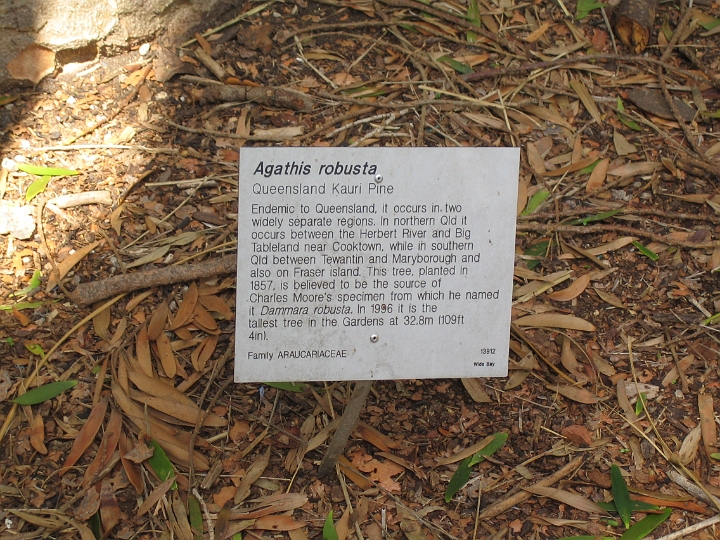 Agathis robusta
Queensland Kauri Pine
Endemic to Queensland, it occurs in two
widely separate regions. In northern Qld it
occurs between the Herbert River and Big
Tableland near Cooktown, while in southern
Qld between Tewantin and Maryborough and
also on Fraser island. This tree, planted in
1857, is believed to be the source of
Charles Moore's specimen from which he named
it Dammara robusta. In 1996 it is the
tallest tree in the Gardens at 32.8m (109ft
4in).
Family ARAUCARIACEAE
13912
Wide Bay